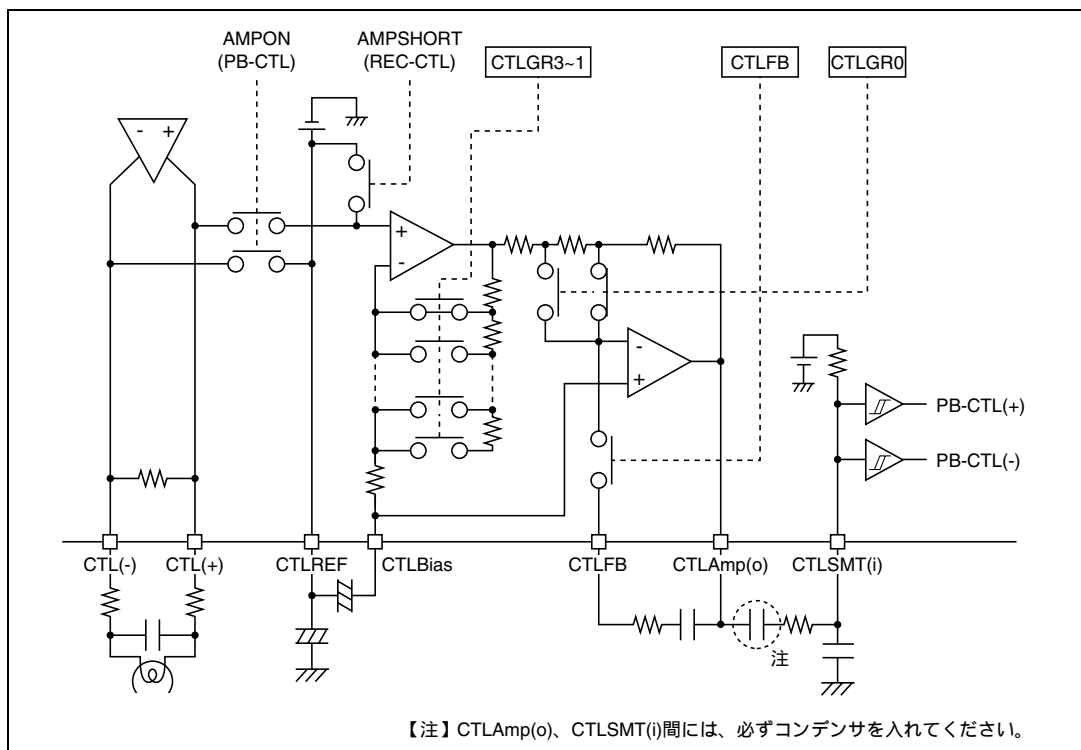 AMPON
(PB-CTL)
AMPSHORT
(REC-CTL)
CTLGR3~1
CTLFB
CTLGR0
- +
+
-
-
+
PB-CTL(+)
PB-CTL(-)
CTL(-)
CTL(+)
CTLREF
CTLBias
CTLFB
CTLAmp(o)
CTLSMT(i)
注
【注】CTLAmp(o)、CTLSMT(i)間には、必ずコンデンサを入れてください。